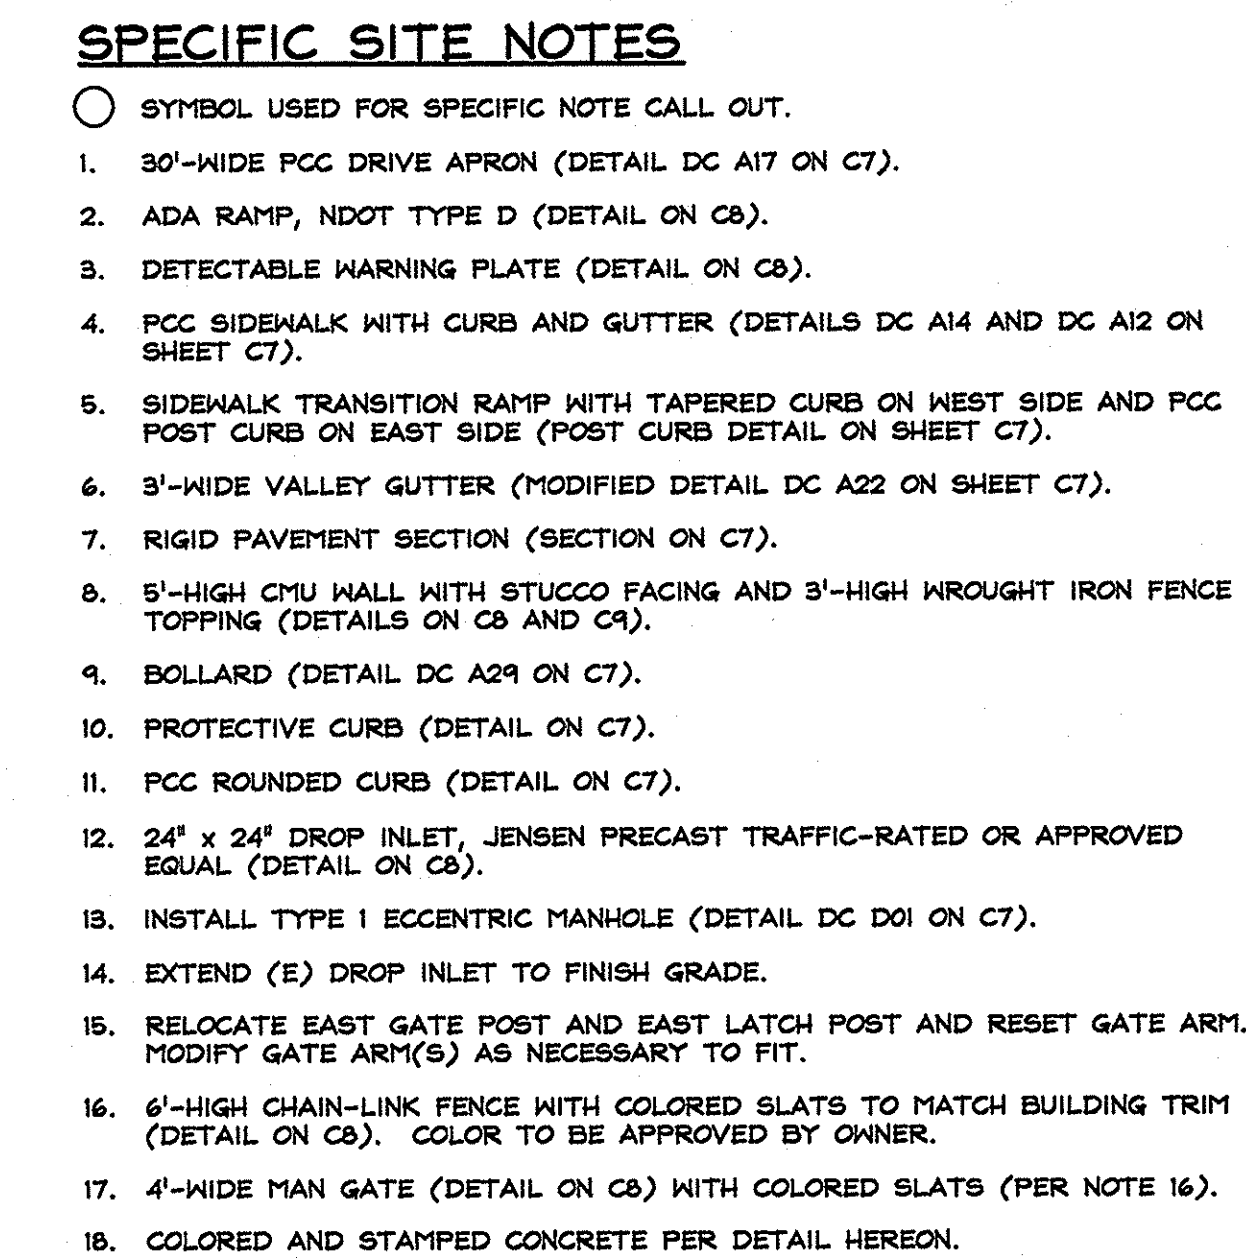 SPECIFIC SITE NOTES
SYMBOL USED FOR SPECIFIC NOTE CALL OUT.
1. 30'-WIDE PCC DRIVE APRON (DETAIL DC A17 ON C7).
2. ADA RAMP, NDOT TYPE D (DETAIL ON C8).
3. DETECTABLE WARNING PLATE (DETAIL ON C8).
4. PCC SIDEWALK WITH CURB AND GUTTER (DETAILS DC A14 AND DC A12 ON
SHEET C7).
5. SIDEWALK TRANSITION RAMP WITH TAPERED CURB ON WEST SIDE AND PCC
POST CURB ON EAST SIDE (POST CURB DETAIL ON SHEET C7).
6. 3'-WIDE VALLEY GUTTER (MODIFIED DETAIL DC A22 ON SHEET C7).
7. RIGID PAVEMENT SECTION (SECTION ON C7).
8. 5'-HIGH CMU WALL WITH STUCCO FACING AND 3'-HIGH WROUGHT IRON FENCE
TOPPING (DETAILS ON C8 AND C9).
9. BOLLARD (DETAIL DC A29 ON C7).
10. PROTECTIVE CURB (DETAIL ON C7).
11. PCC ROUNDED CURB (DETAIL ON C7).
12. 24" x 24" DROP INLET, JENSEN PRECAST TRAFFIC-RATED OR APPROVED
EQUAL (DETAIL ON C8).
13. INSTALL TYPE 1 ECCENTRIC MANHOLE (DETAIL DC D01 ON C7).
14. EXTEND (E) DROP INLET TO FINISH GRADE.
15. RELOCATE EAST GATE POST AND EAST LATCH POST AND RESET GATE ARM.
MODIFY GATE ARM(S) AS NECESSARY TO FIT.
16. 6'-HIGH CHAIN-LINK FENCE WITH COLORED SLATS TO MATCH BUILDING TRIM
(DETAIL ON C8). COLOR TO BE APPROVED BY OWNER.
17. 4'-WIDE MAN GATE (DETAIL ON C8) WITH COLORED SLATS (PER NOTE 16).
18. COLORED AND STAMPED CONCRETE PER DETAIL HEREON.